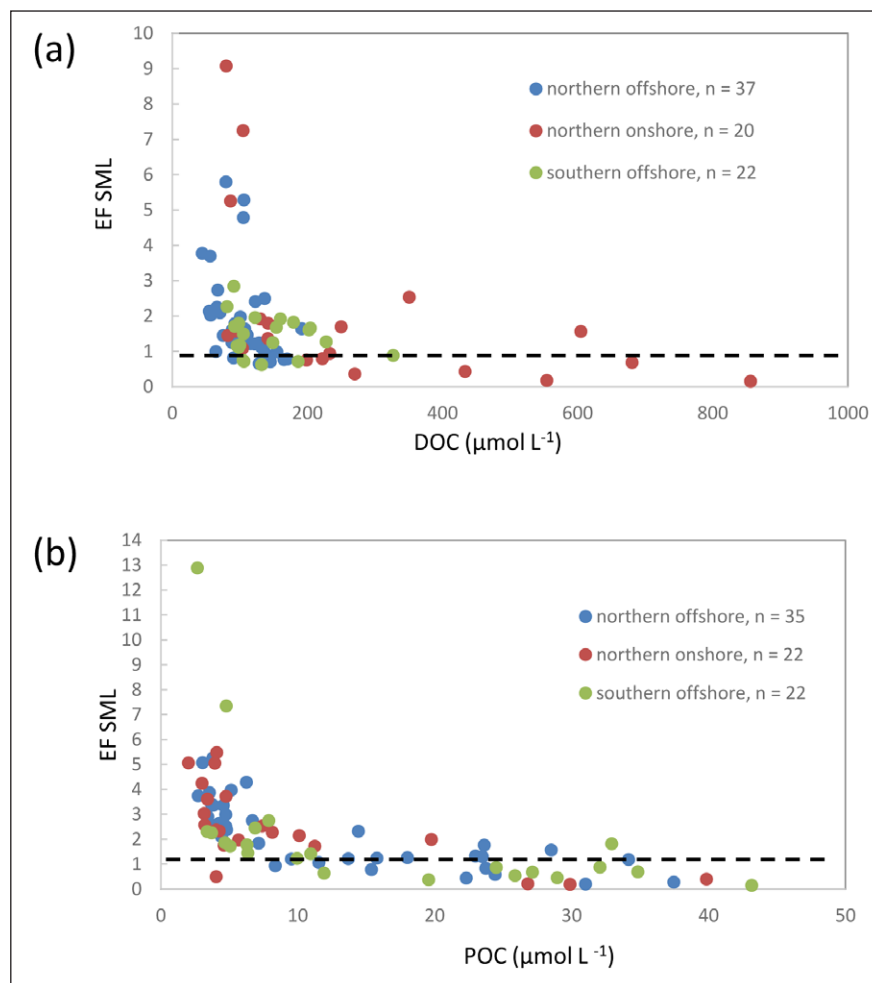 (a)
10
9
8
7
6
5
4
3
2
1
0
EF SML
northern offshore, n = 37
northern onshore, n = 20
southern offshore, n = 22
0 200 400 600 800 1000
DOC (µmol L⁻¹)
(b)
14
13
12
11
10
9
8
7
6
5
4
3
2
1
0
EF SML
northern offshore, n = 35
northern onshore, n = 22
southern offshore, n = 22
0 10 20 30 40 50
POC (µmol L ⁻¹)